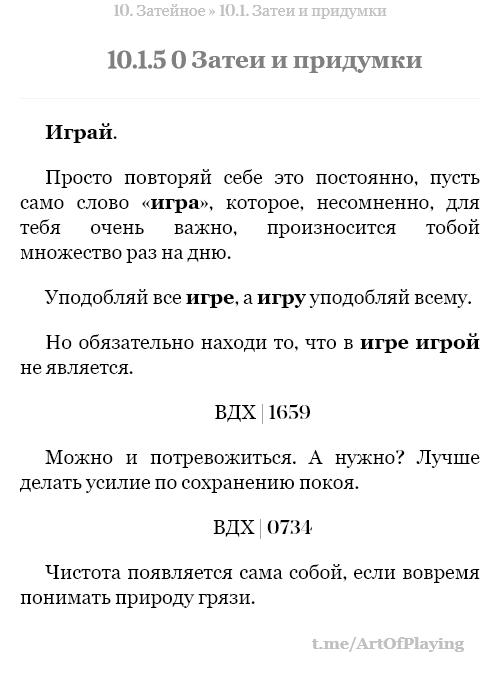 10. Затейное » 10.1. Затеи и придумки
10.1.5 0 Затеи и придумки
Играй.
Просто повторяй себе это постоянно, пусть
само слово «игра», которое, несомненно, для
тебя очень важно, произносится тобой
множество раз на дню.
Уподобляй все игре, а игру уподобляй всему.
Но обязательно находи то, что в игре игрой
не является.
ВДХ | 1659
Можно и потревожиться. А нужно? Лучше
делать усилие по сохранению покоя.
ВДХ | 0734
Чистота появляется сама собой, если вовремя
понимать природу грязи.
t.me/ArtOfPlaying